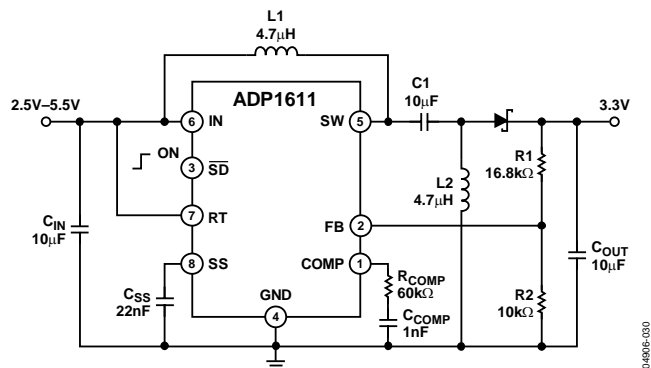 L1
4.7μH
ADP1611
C1
10μF
2.5V–5.5V
6
IN
SW
5
3.3V
ON
3
SD
R1
16.8kΩ
L2
4.7μH
CIN
10μF
7
RT
FB
2
COUT
10μF
8
SS
COMP
1
RCOMP
60kΩ
CSS
22nF
GND
4
CCOMP
1nF
R2
10kΩ
04906-030